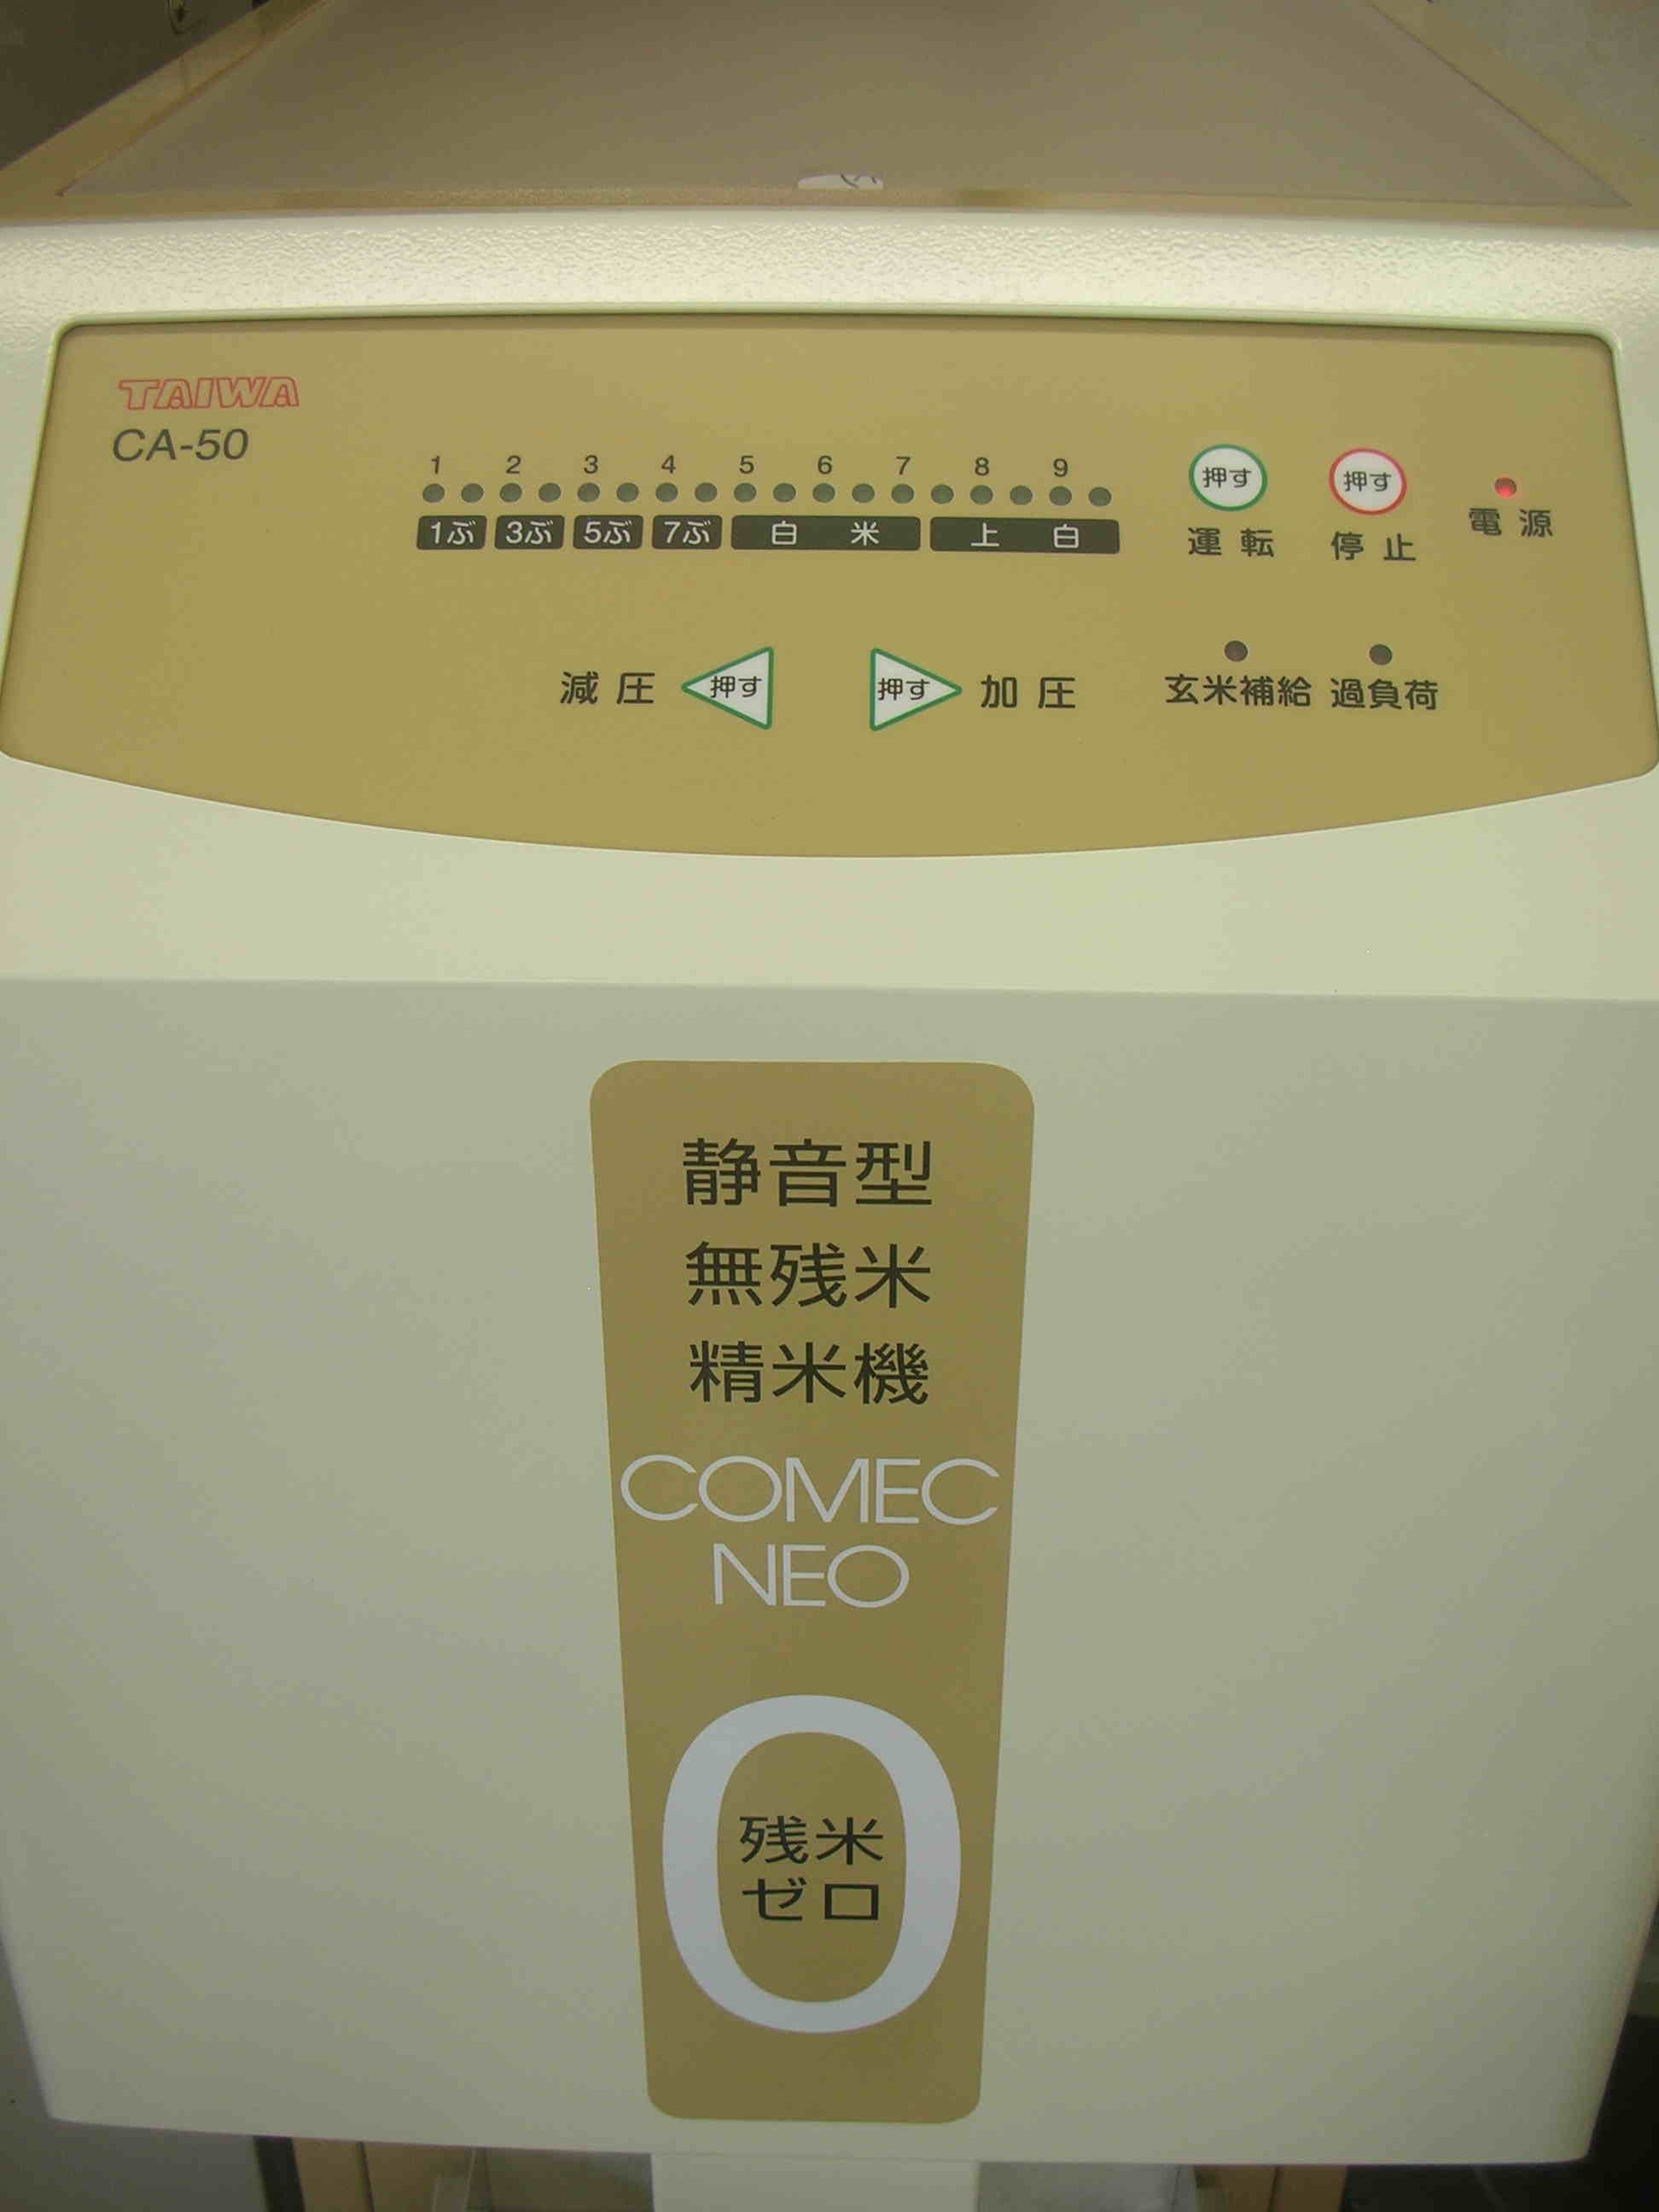 TAIWA
CA-50
1 2 3 4 5 6 7 8 9
1ぶ 3ぶ 5ぶ 7ぶ 白米 上白
押す 押す
運転 停止 電源
減圧 押す 押す 加圧
玄米補給 過負荷
静音型
無残米
精米機
COMEC
NEO
0
残米
ゼロ